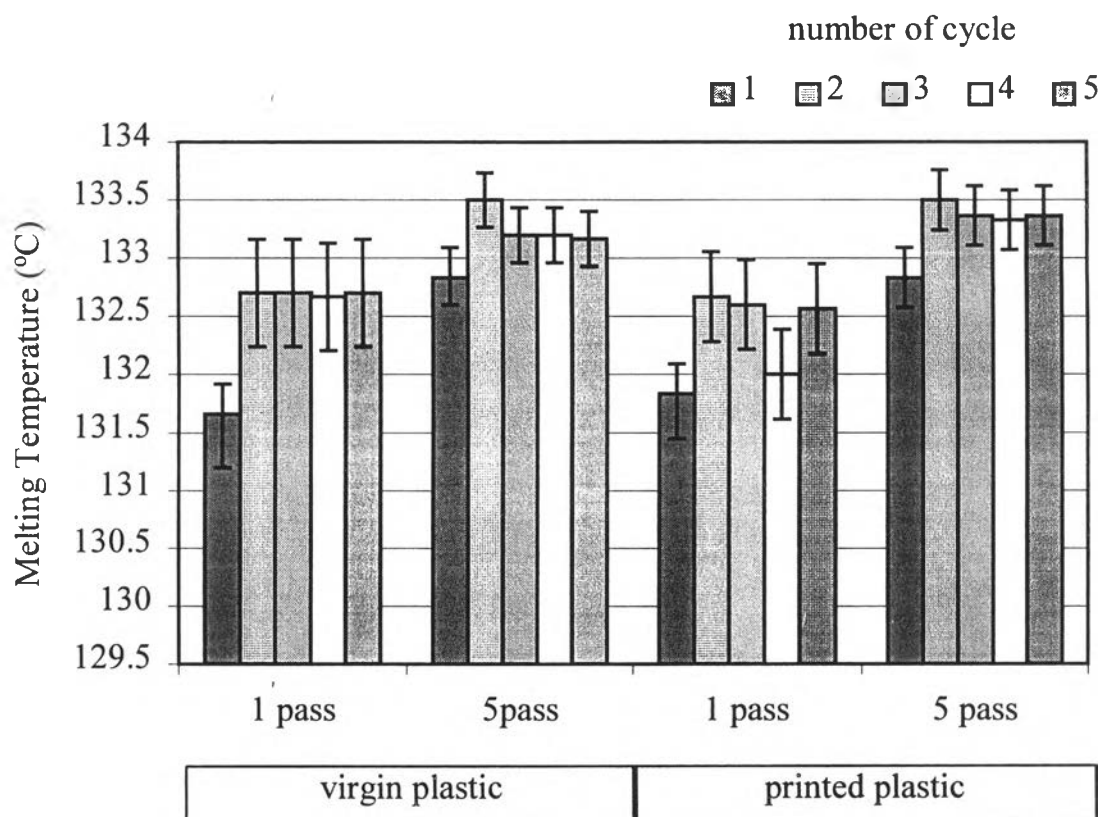 number of cycle
1 2 3 4 5
Melting Temperature (ºC)
134
133.5
133
132.5
132
131.5
131
130.5
130
129.5
1 pass 5pass 1 pass 5 pass
virgin plastic printed plastic